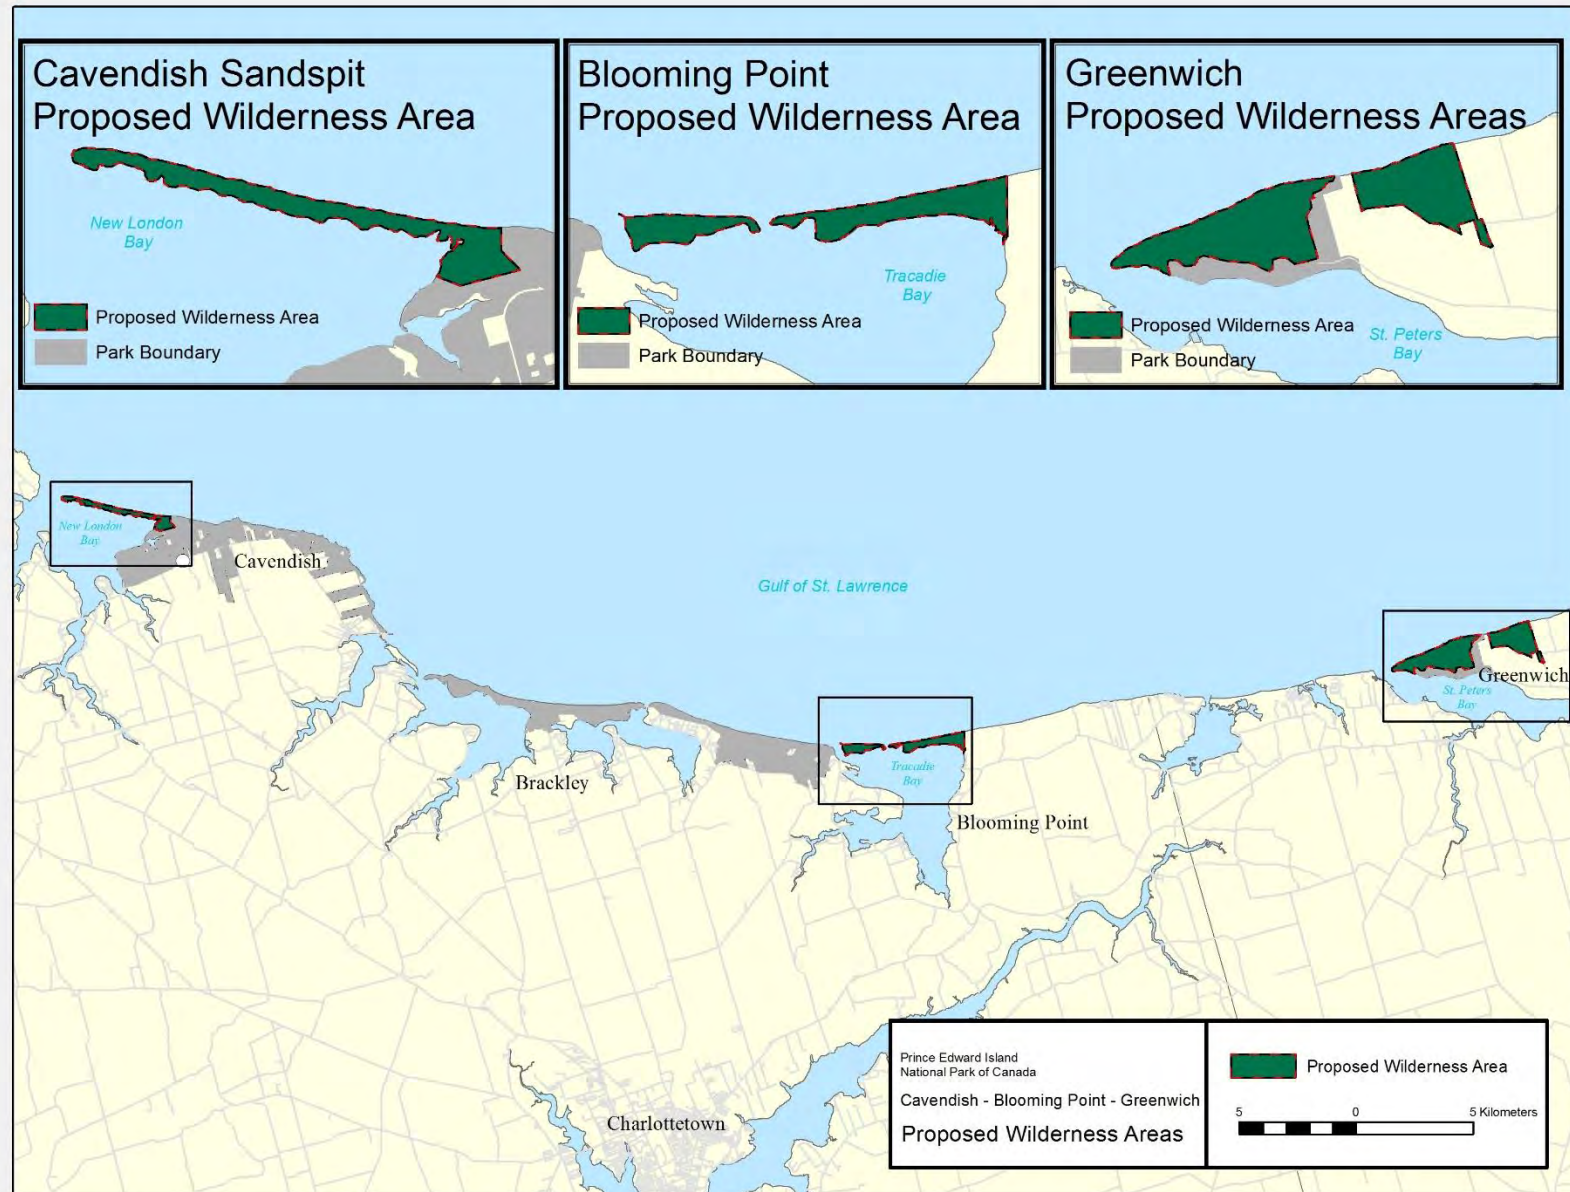 Cavendish Sandspit
Proposed Wilderness Area
New London
Bay
Proposed Wilderness Area
Park Boundary
Blooming Point
Proposed Wilderness Area
Tracadie
Bay
Proposed Wilderness Area
Park Boundary
Greenwich
Proposed Wilderness Areas
St. Peters
Bay
Proposed Wilderness Area
Park Boundary
New London
Bay
Cavendish
Gulf of St. Lawrence
Greenwich
St. Peters
Bay
Tracadie
Bay
Brackley
Blooming Point
Charlottetown
Prince Edward Island
National Park of Canada
Cavendish - Blooming Point - Greenwich
Proposed Wilderness Areas
Proposed Wilderness Area
5 0 5 Kilometers